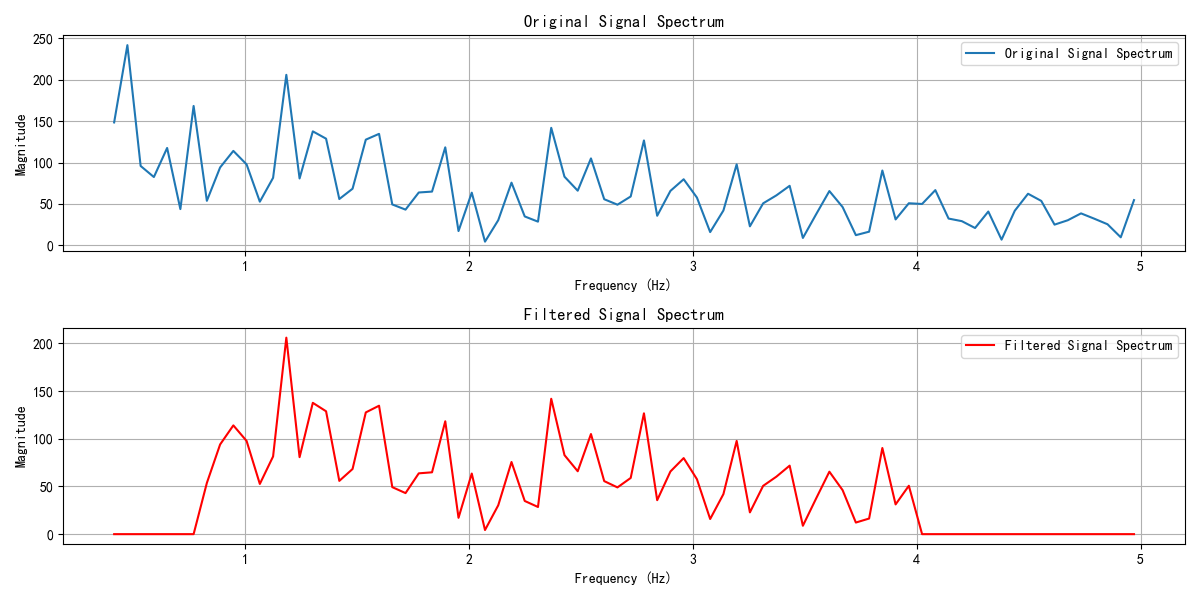 Original Signal Spectrum
250
200
150
100
50
0
Magnitude
Original Signal Spectrum
1
2
3
4
5
Frequency (Hz)
Filtered Signal Spectrum
200
150
100
50
0
Magnitude
Filtered Signal Spectrum
1
2
3
4
5
Frequency (Hz)